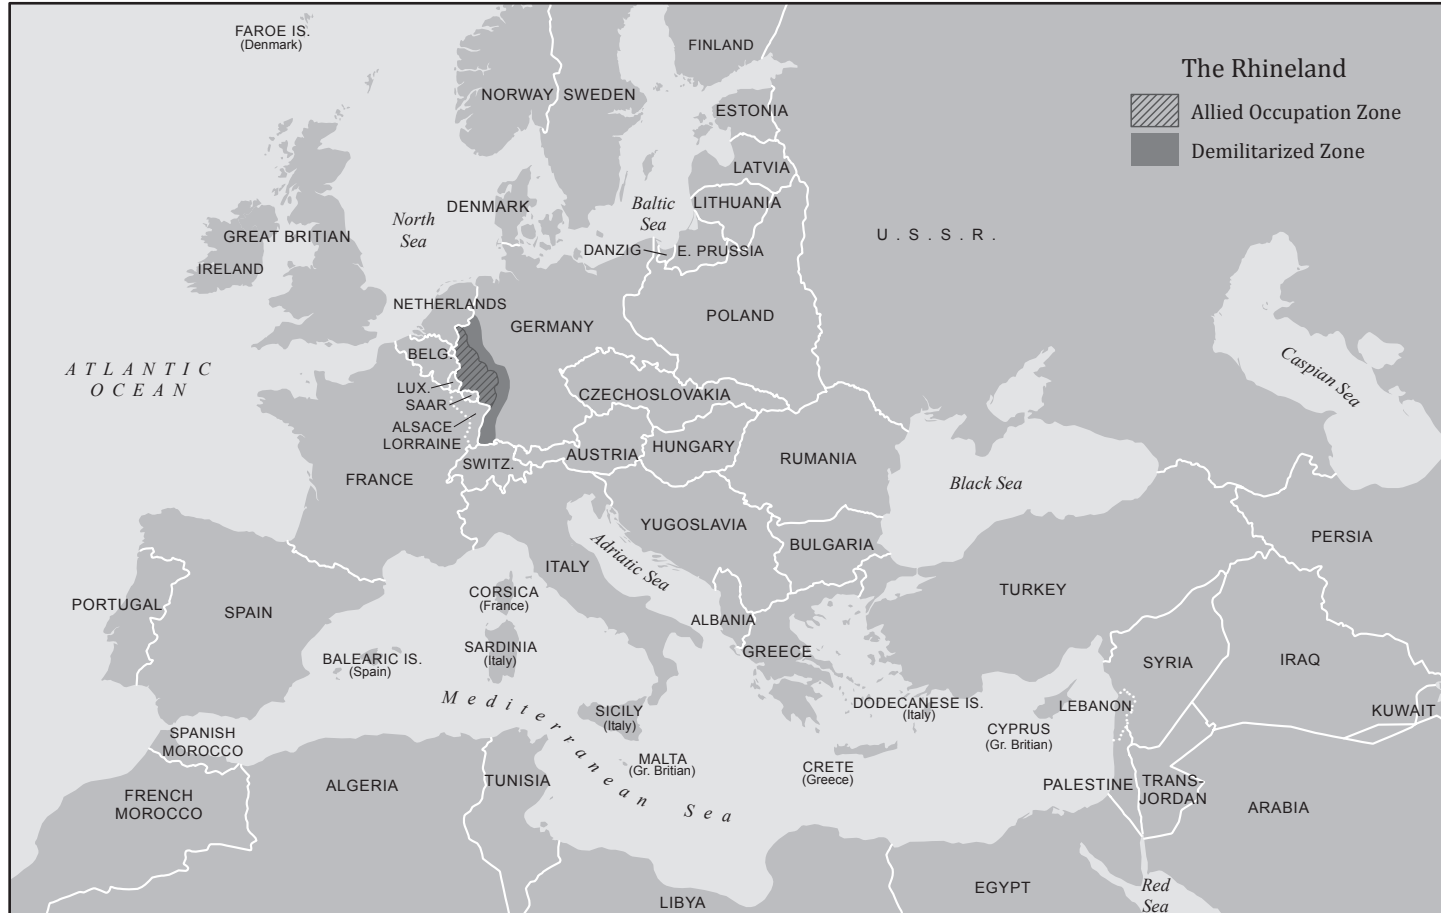 FAROE IS.
(Denmark)
FINLAND
The Rhineland
Allied Occupation Zone
Demilitarized Zone
NORWAY
SWEDEN
ESTONIA
LATVIA
LITHUANIA
Baltic
Sea
DENMARK
North
Sea
GREAT BRITIAN
IRELAND
U.S.S.R.
DANZIG
E. PRUSSIA
NETHERLANDS
GERMANY
POLAND
ATLANTIC
OCEAN
BELG.
LUX.
SAAR
ALSACE
LORRAINE
CZECHOSLOVAKIA
Caspian Sea
FRANCE
SWITZ.
AUSTRIA
HUNGARY
RUMANIA
Black Sea
YUGOSLAVIA
BULGARIA
PERSIA
Adriatic Sea
ITALY
CORSICA
(France)
TURKEY
PORTUGAL
SPAIN
ALBANIA
GREECE
SARDINIA
(Italy)
BALEARIC IS.
(Spain)
SYRIA
IRAQ
Mediterranean Sea
SICILY
(Italy)
DODECANESE IS.
(Italy)
LEBANON
KUWAIT
CYPRUS
(Gr. Britian)
SPANISH
MOROCCO
MALTA
(Gr. Britian)
CRETE
(Greece)
ALGERIA
TUNISIA
PALESTINE
TRANS-
JORDAN
FRENCH
MOROCCO
ARABIA
EGYPT
Red
Sea
LIBYA